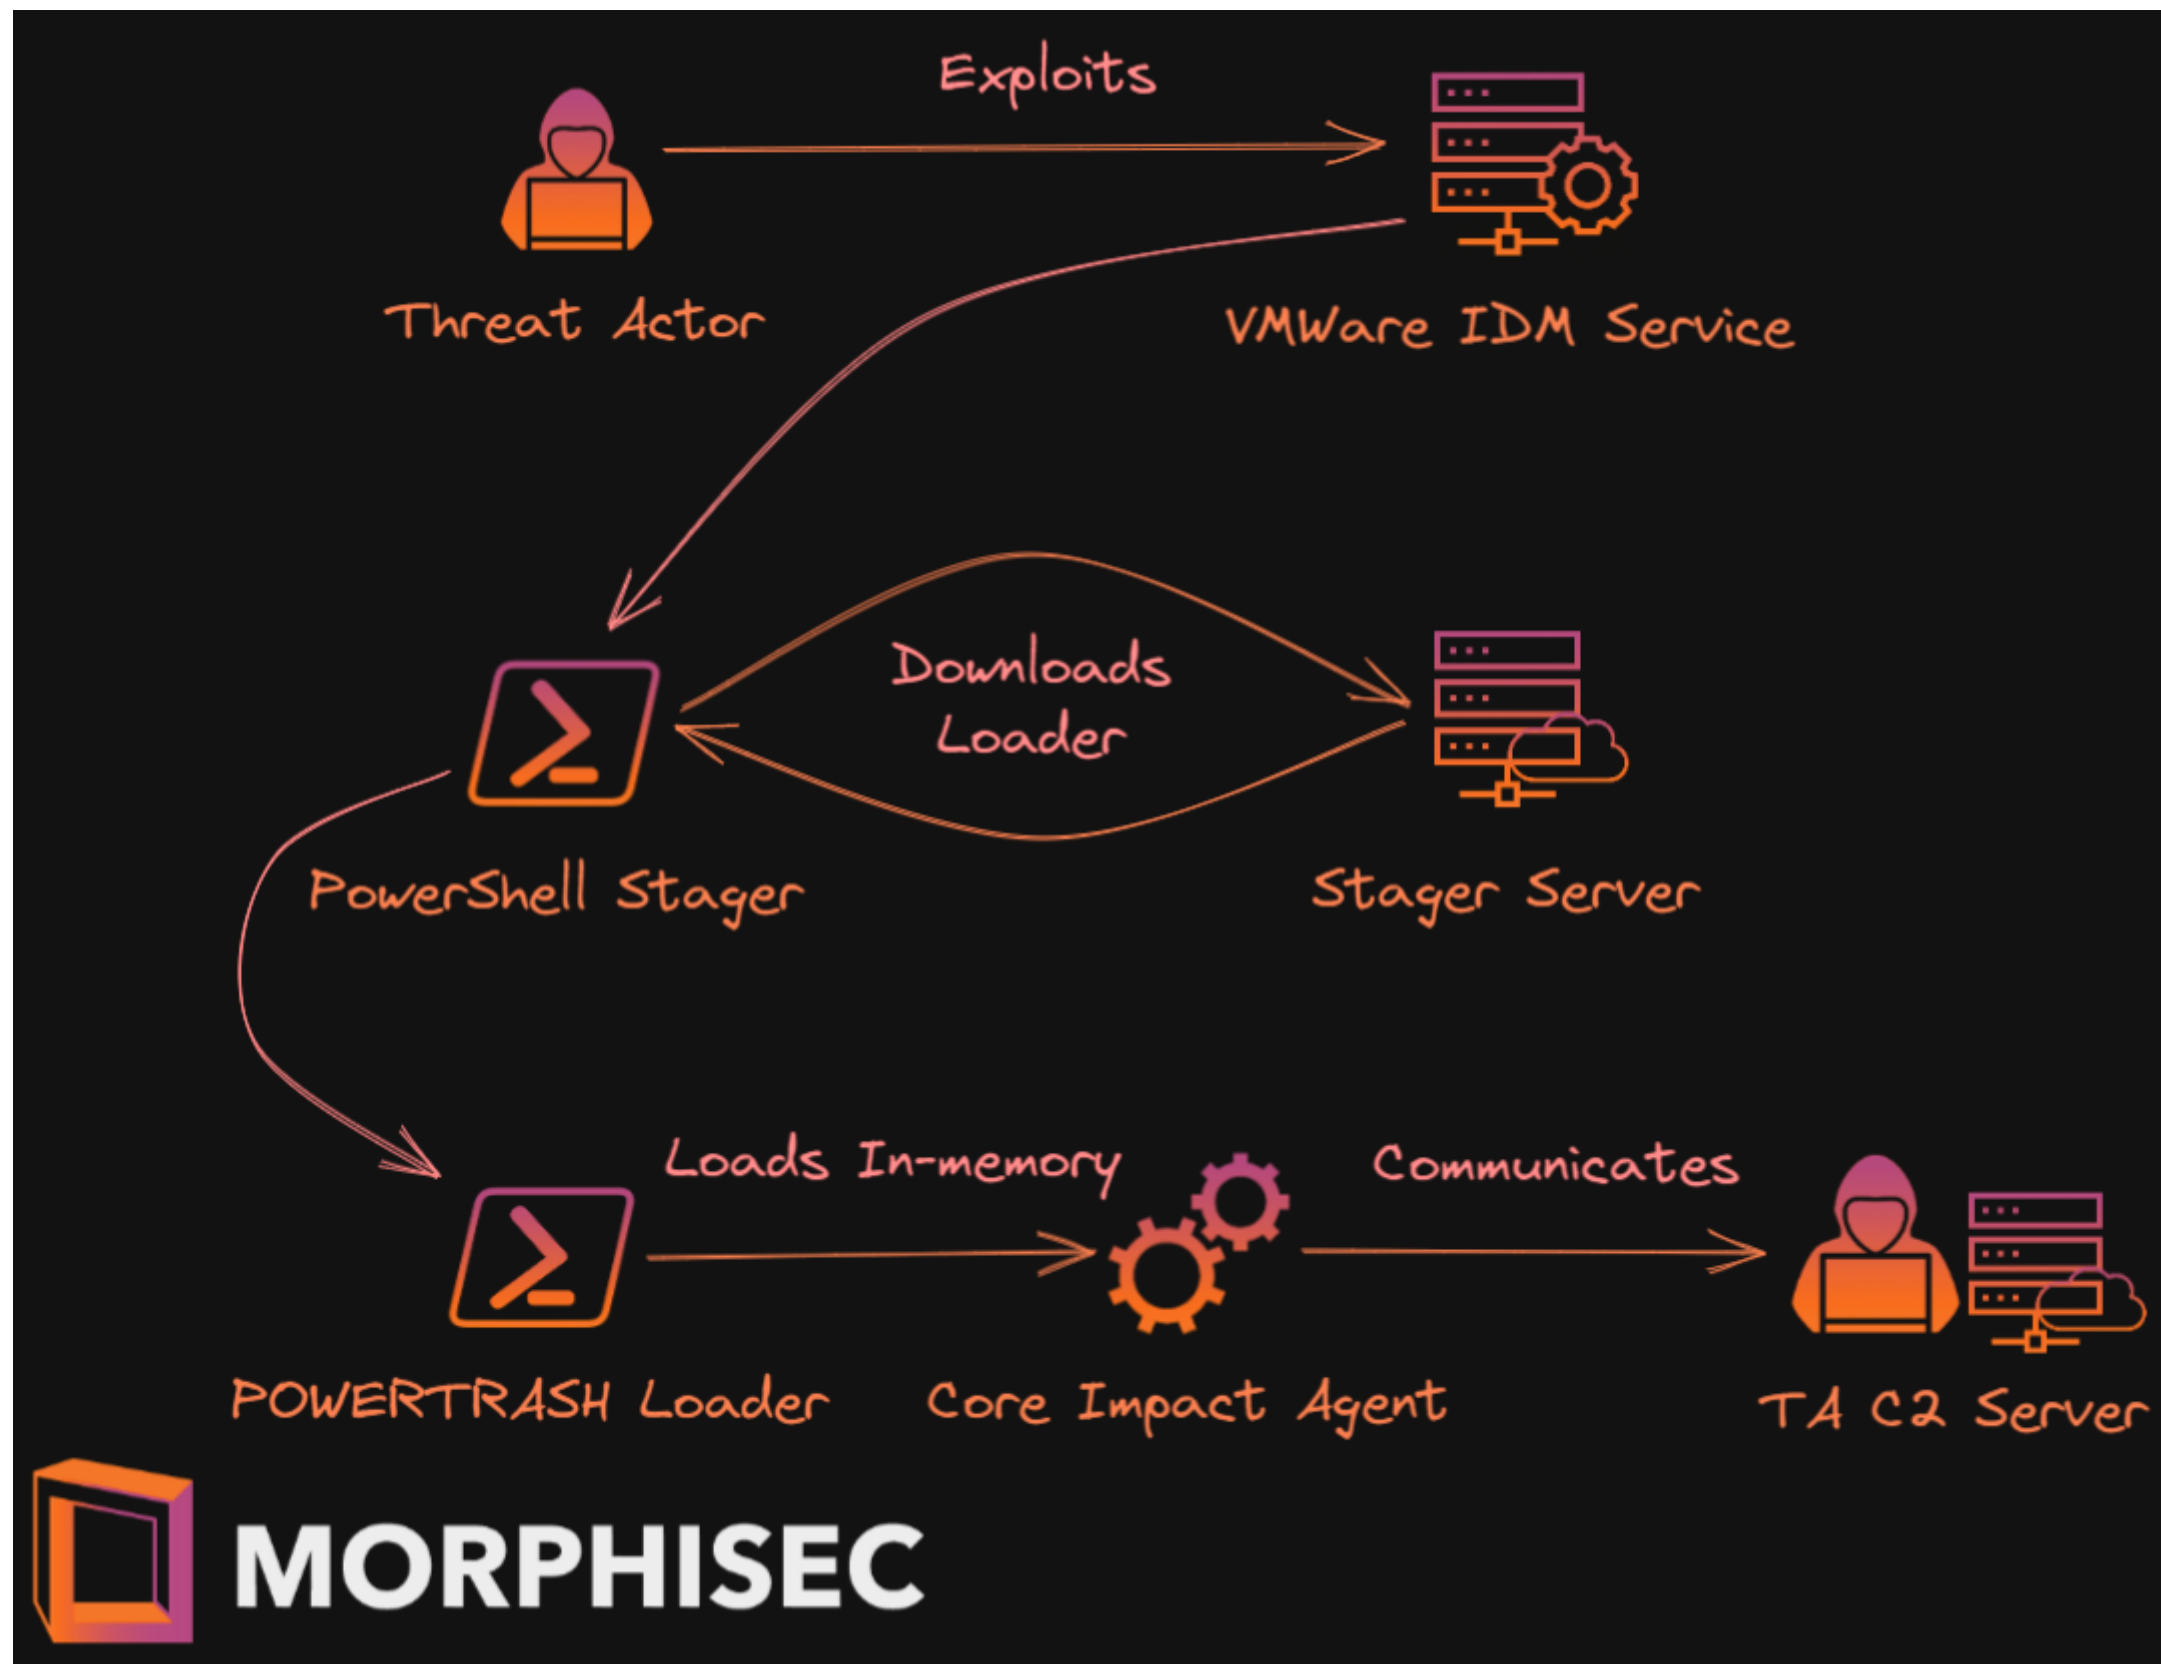 Exploits
Threat Actor
VMWare IDM Service
Downloads
Loader
PowerShell Stager
Stager Server
Loads In-memory
Communicates
POWERTRASH Loader
Core Impact Agent
TA C2 Server
MORPHISEC